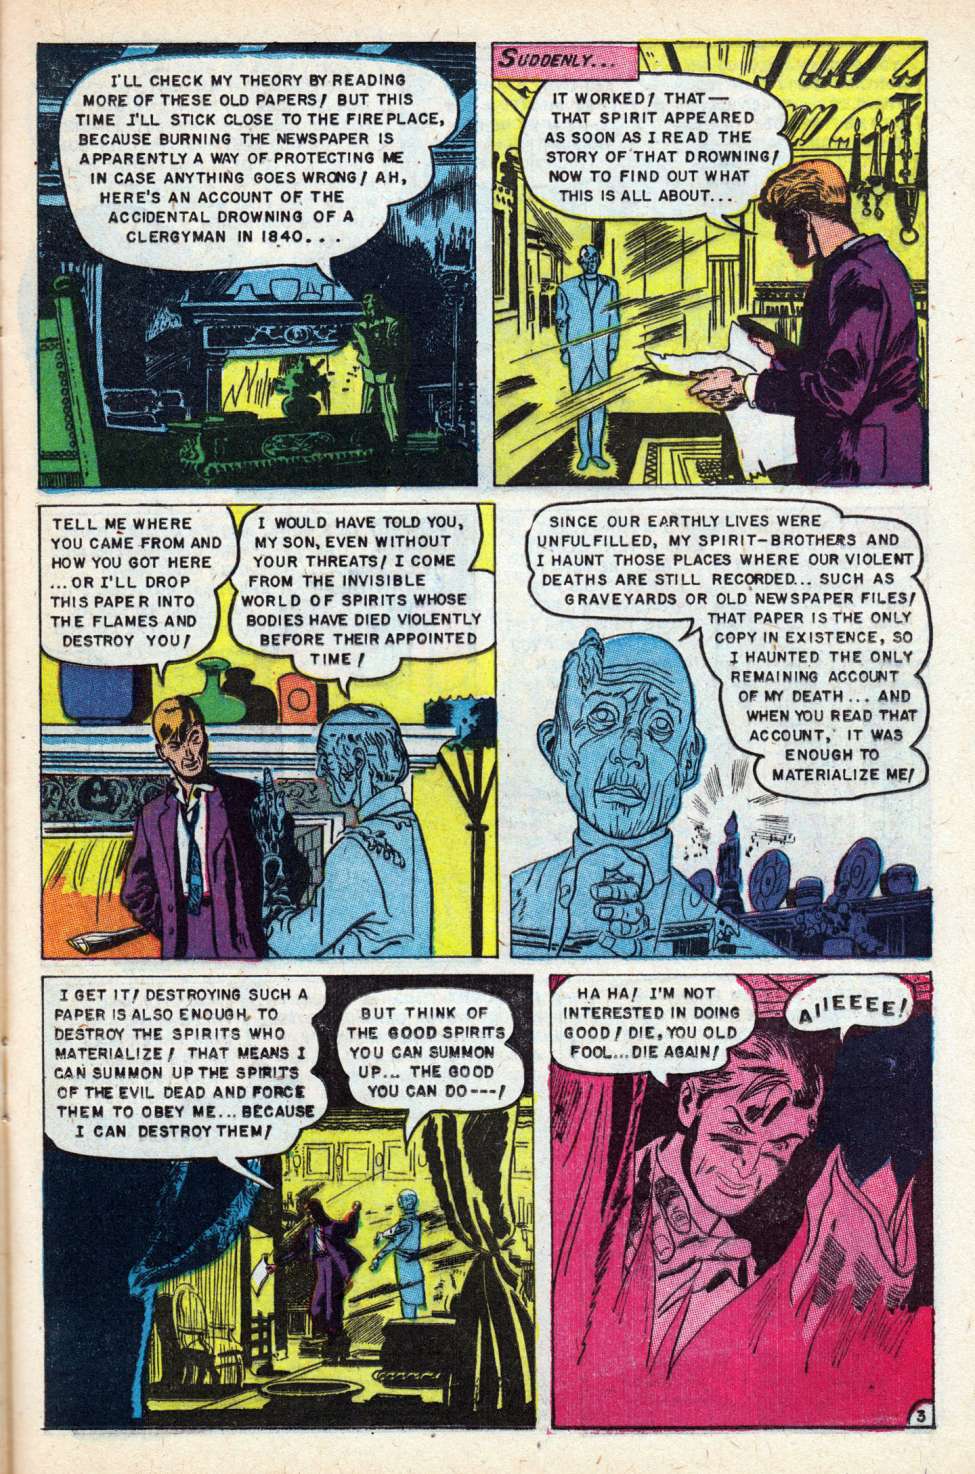 I'LL CHECK MY THEORY BY READING
MORE OF THESE OLD PAPERS! BUT THIS
TIME I'LL STICK CLOSE TO THE FIREPLACE,
BECAUSE BURNING THE NEWSPAPER IS
APPARENTLY A WAY OF PROTECTING ME
IN CASE ANYTHING GOES WRONG! AH,
HERE'S AN ACCOUNT OF THE
ACCIDENTAL DROWNING OF A
CLERGYMAN IN 1840...
SUDDENLY...
IT WORKED! THAT—
THAT SPIRIT APPEARED
AS SOON AS I READ THE
STORY OF THAT DROWNING!
NOW TO FIND OUT WHAT
THIS IS ALL ABOUT...
TELL ME WHERE
YOU CAME FROM AND
HOW YOU GOT HERE
...OR I'LL DROP
THIS PAPER INTO
THE FLAMES AND
DESTROY YOU!
I WOULD HAVE TOLD YOU,
MY SON, EVEN WITHOUT
YOUR THREATS! I COME
FROM THE INVISIBLE
WORLD OF SPIRITS WHOSE
BODIES HAVE DIED VIOLENTLY
BEFORE THEIR APPOINTED
TIME!
SINCE OUR EARTHLY LIVES WERE
UNFULFILLED, MY SPIRIT-BROTHERS AND
I HAUNT THOSE PLACES WHERE OUR VIOLENT
DEATHS ARE STILL RECORDED... SUCH AS
GRAVEYARDS OR OLD NEWSPAPER FILES!
THAT PAPER IS THE ONLY
COPY IN EXISTENCE, SO
I HAUNTED THE ONLY
REMAINING ACCOUNT
OF MY DEATH... AND
WHEN YOU READ THAT
ACCOUNT, IT WAS
ENOUGH TO
MATERIALIZE ME!
I GET IT! DESTROYING SUCH A
PAPER IS ALSO ENOUGH TO
DESTROY THE SPIRITS WHO
MATERIALIZE! THAT MEANS I
CAN SUMMON UP THE SPIRITS
OF THE EVIL DEAD AND FORCE
THEM TO OBEY ME... BECAUSE
I CAN DESTROY THEM!
BUT THINK OF
THE GOOD SPIRITS
YOU CAN SUMMON
UP... THE GOOD
YOU CAN DO---!
HA HA! I'M NOT
INTERESTED IN DOING
GOOD! DIE, YOU OLD
FOOL... DIE AGAIN!
AIIEEEE!
3